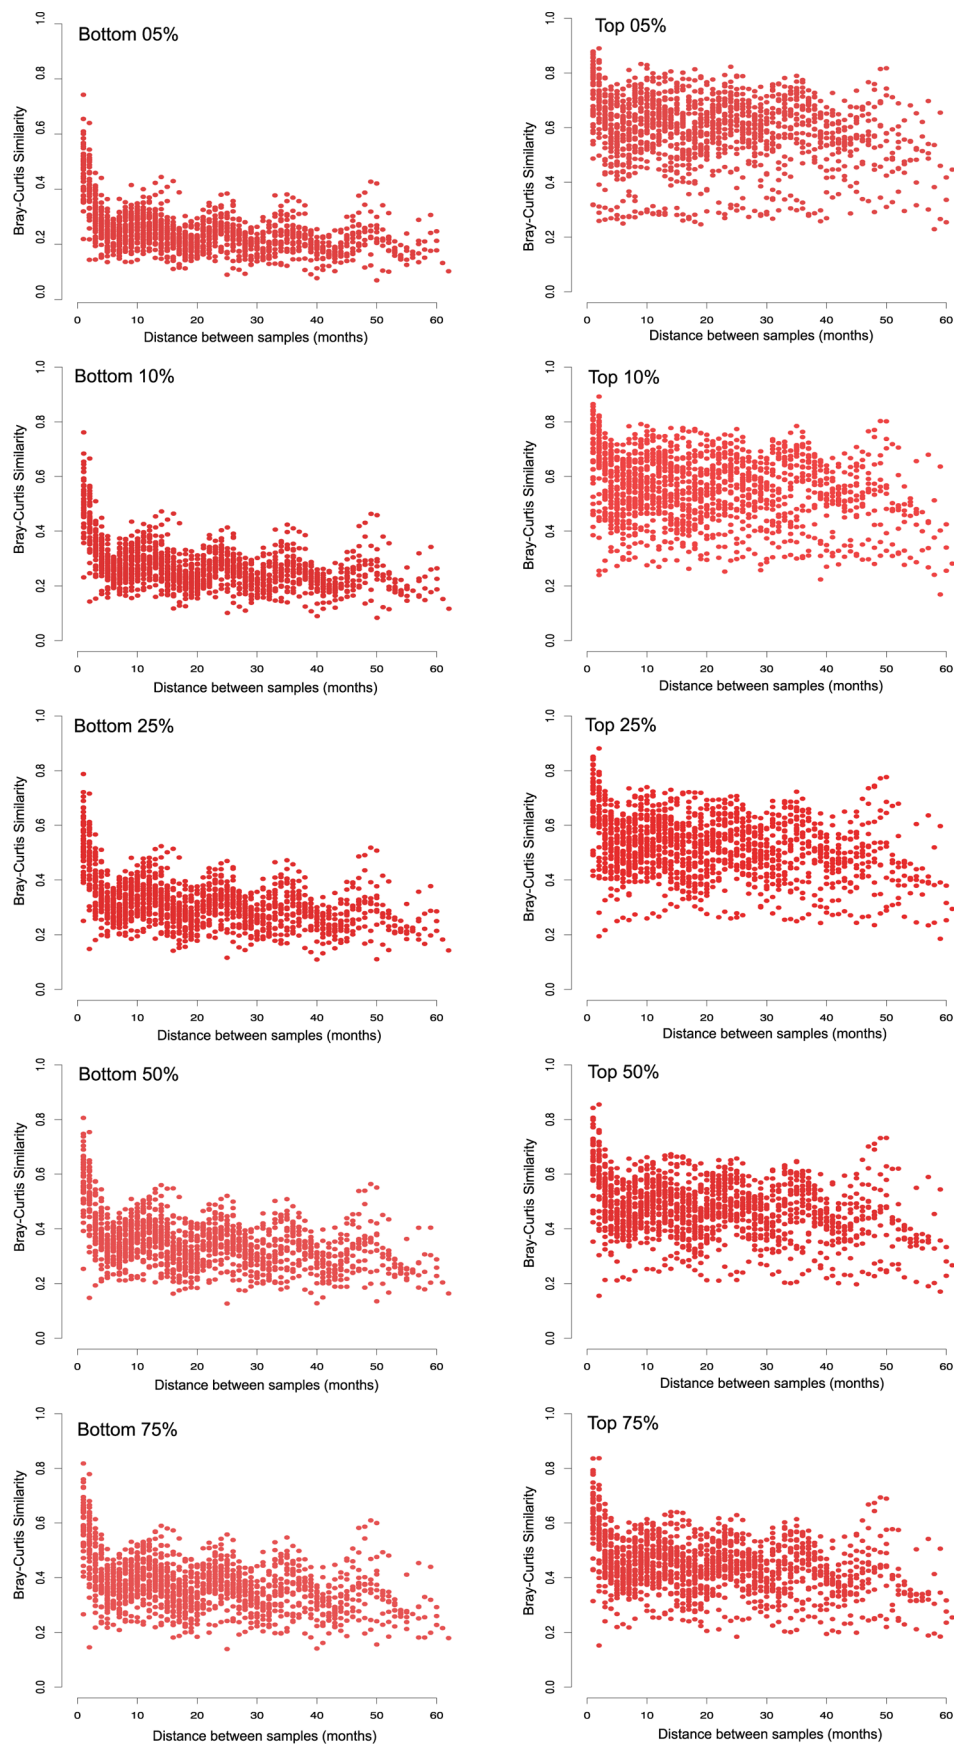 Bottom 05%
Bray-Curtis Similarity
0.0 0.2 0.4 0.6 0.8 1.0
0 10 20 30 40 50 60
Distance between samples (months)
Top 05%
Bray-Curtis Similarity
0.0 0.2 0.4 0.6 0.8 1.0
0 10 20 30 40 50 60
Distance between samples (months)
Bottom 10%
Bray-Curtis Similarity
0.0 0.2 0.4 0.6 0.8 1.0
0 10 20 30 40 50 60
Distance between samples (months)
Top 10%
Bray-Curtis Similarity
0.0 0.2 0.4 0.6 0.8 1.0
0 10 20 30 40 50 60
Distance between samples (months)
Bottom 25%
Bray-Curtis Similarity
0.0 0.2 0.4 0.6 0.8 1.0
0 10 20 30 40 50 60
Distance between samples (months)
Top 25%
Bray-Curtis Similarity
0.0 0.2 0.4 0.6 0.8 1.0
0 10 20 30 40 50 60
Distance between samples (months)
Bottom 50%
Bray-Curtis Similarity
0.0 0.2 0.4 0.6 0.8 1.0
0 10 20 30 40 50 60
Distance between samples (months)
Top 50%
Bray-Curtis Similarity
0.0 0.2 0.4 0.6 0.8 1.0
0 10 20 30 40 50 60
Distance between samples (months)
Bottom 75%
Bray-Curtis Similarity
0.0 0.2 0.4 0.6 0.8 1.0
0 10 20 30 40 50 60
Distance between samples (months)
Top 75%
Bray-Curtis Similarity
0.0 0.2 0.4 0.6 0.8 1.0
0 10 20 30 40 50 60
Distance between samples (months)